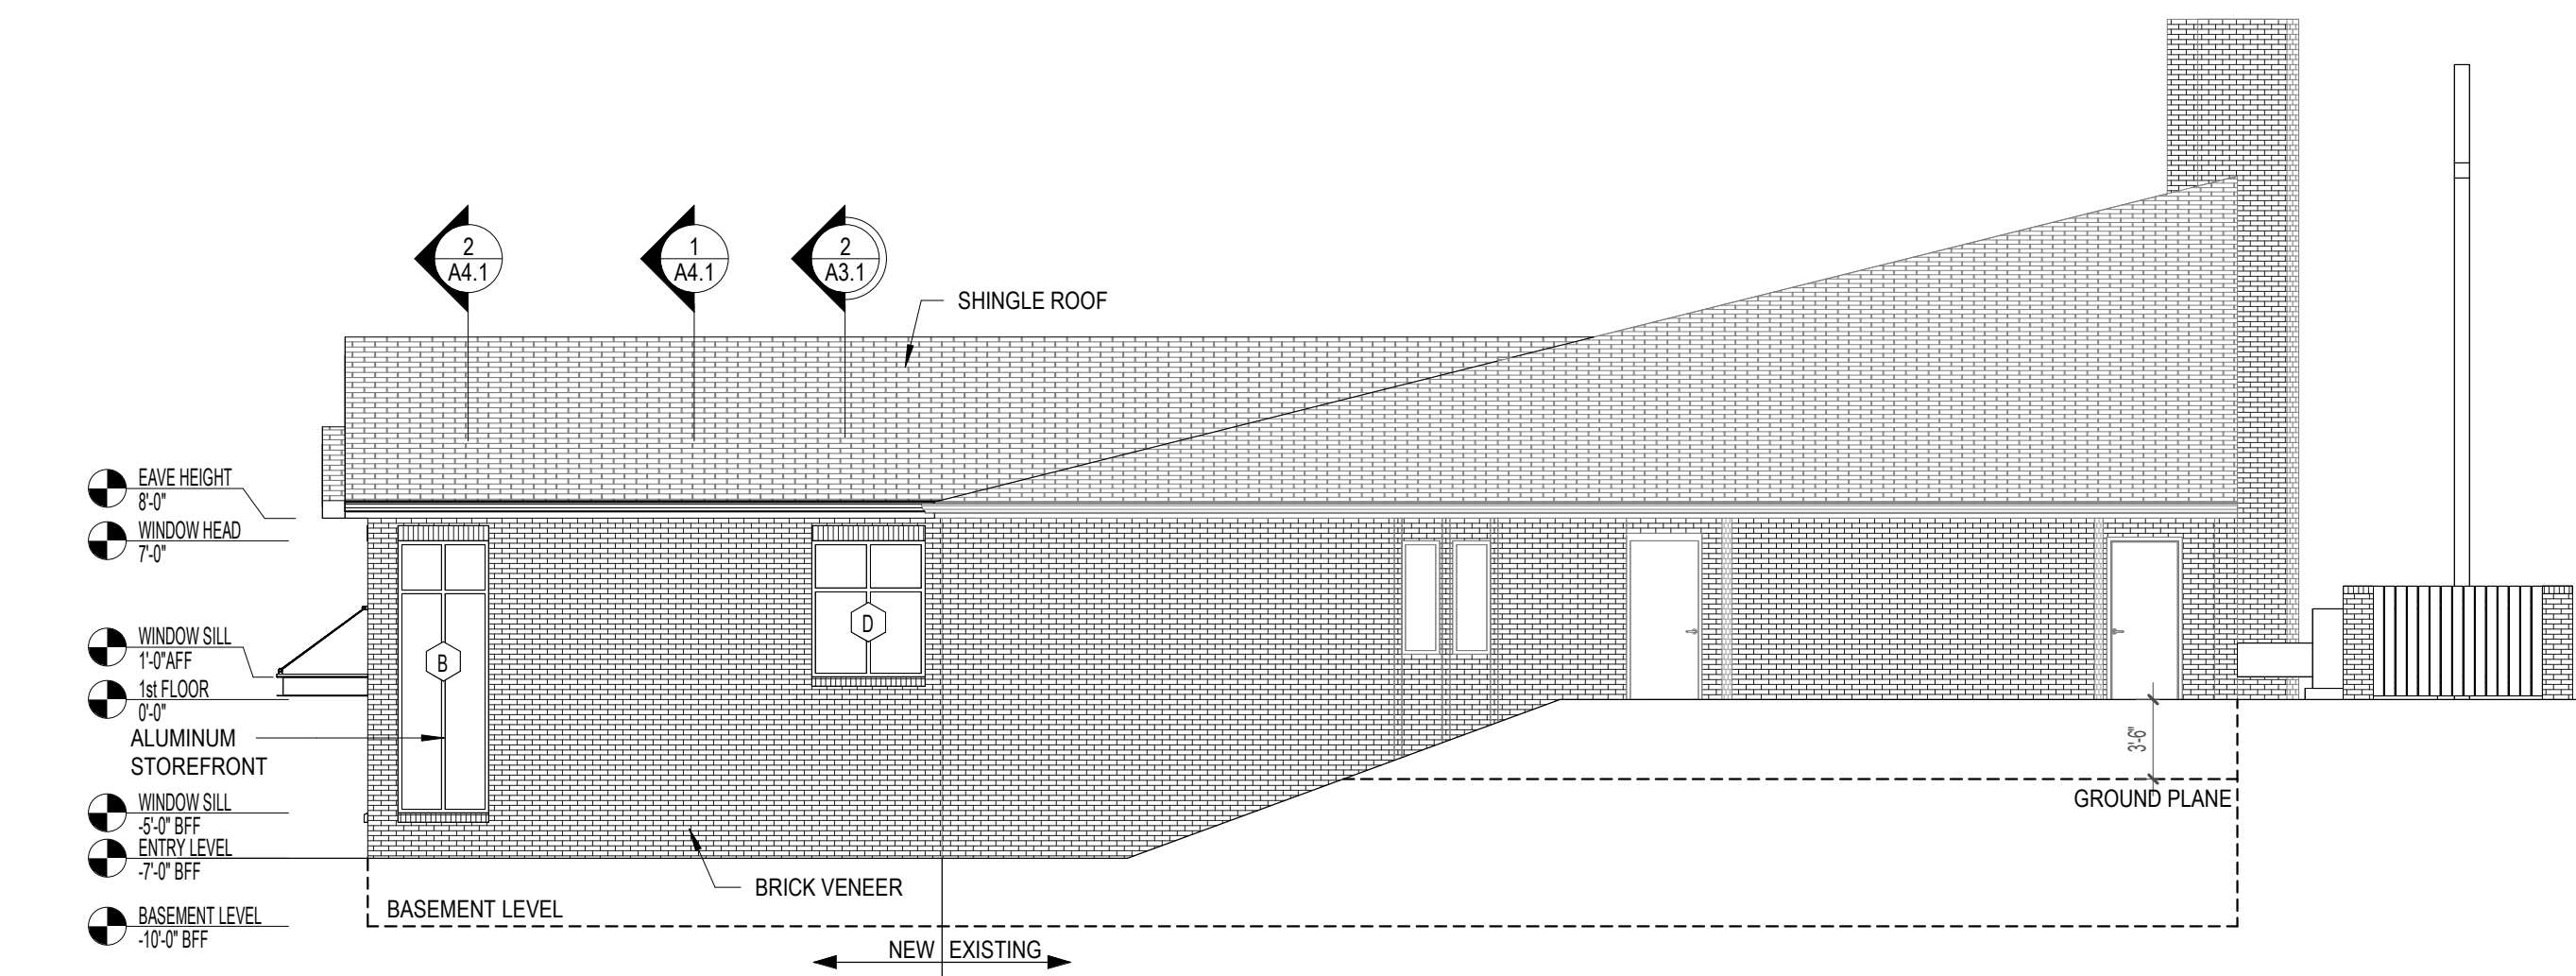 2
A4.1
1
A4.1
2
A3.1
SHINGLE ROOF
EAVE HEIGHT
8'-0"
WINDOW HEAD
7'-0"
D
WINDOW SILL
1'-0"AFF
B
1st FLOOR
0'-0"
ALUMINUM
STOREFRONT
3'-6"
GROUND PLANE
WINDOW SILL
-5'-0" BFF
ENTRY LEVEL
-7'-0" BFF
BRICK VENEER
BASEMENT LEVEL
BASEMENT LEVEL
-10'-0" BFF
NEW EXISTING